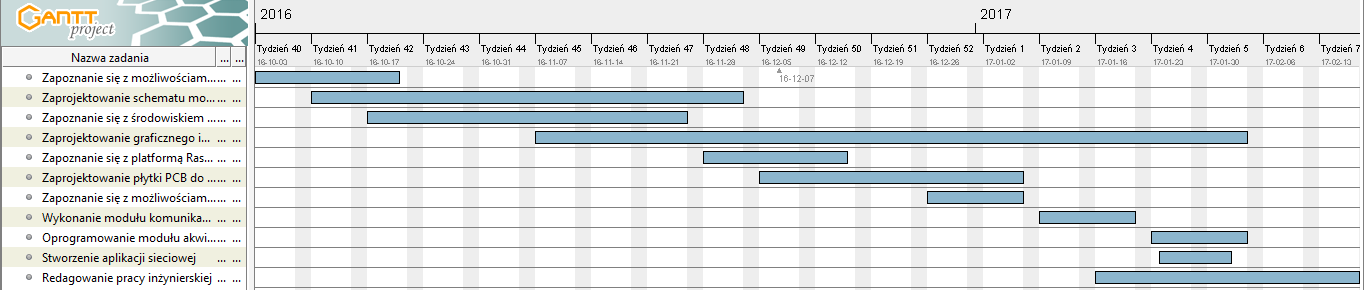 GANTT project
2016
2017
Tydzień 40 Tydzień 41 Tydzień 42 Tydzień 43 Tydzień 44 Tydzień 45 Tydzień 46 Tydzień 47 Tydzień 48 Tydzień 49 Tydzień 50 Tydzień 51 Tydzień 52 Tydzień 1 Tydzień 2 Tydzień 3 Tydzień 4 Tydzień 5 Tydzień 6 Tydzień 7
Nazwa zadania ... ...
16-10-03 16-10-10 16-10-17 16-10-24 16-10-31 16-11-07 16-11-14 16-11-21 16-11-28 16-12-05 16-12-12 16-12-19 16-12-26 17-01-02 17-01-09 17-01-16 17-01-23 17-01-30 17-02-06 17-02-13
Zapoznanie się z możliwościam... ... ...
16-12-07
Zaprojektowanie schematu mo... ... ...
Zapoznanie się z środowiskiem ... ...
Zaprojektowanie graficznego i... ... ...
Zapoznanie się z platformą Ras... ... ...
Zaprojektowanie płytki PCB do ... ...
Zapoznanie się z możliwościam... ... ...
Wykonanie modułu komunika... ... ...
Oprogramowanie modułu akwi... ... ...
Stworzenie aplikacji sieciowej ... ...
Redagowanie pracy inżynierskiej ... ...